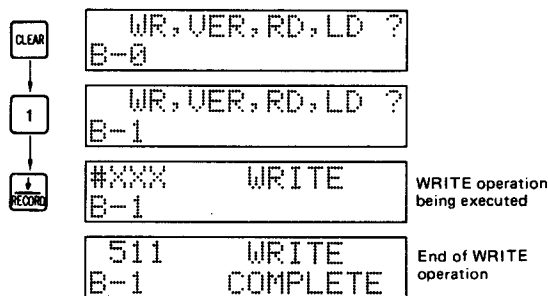 CLEAR
WR,VER,RD,LD ?
B-0
1
WR,VER,RD,LD ?
B-1
↓
RECORD
#XXX WRITE
B-1
WRITE operation
being executed
511 WRITE
B-1 COMPLETE
End of WRITE
operation